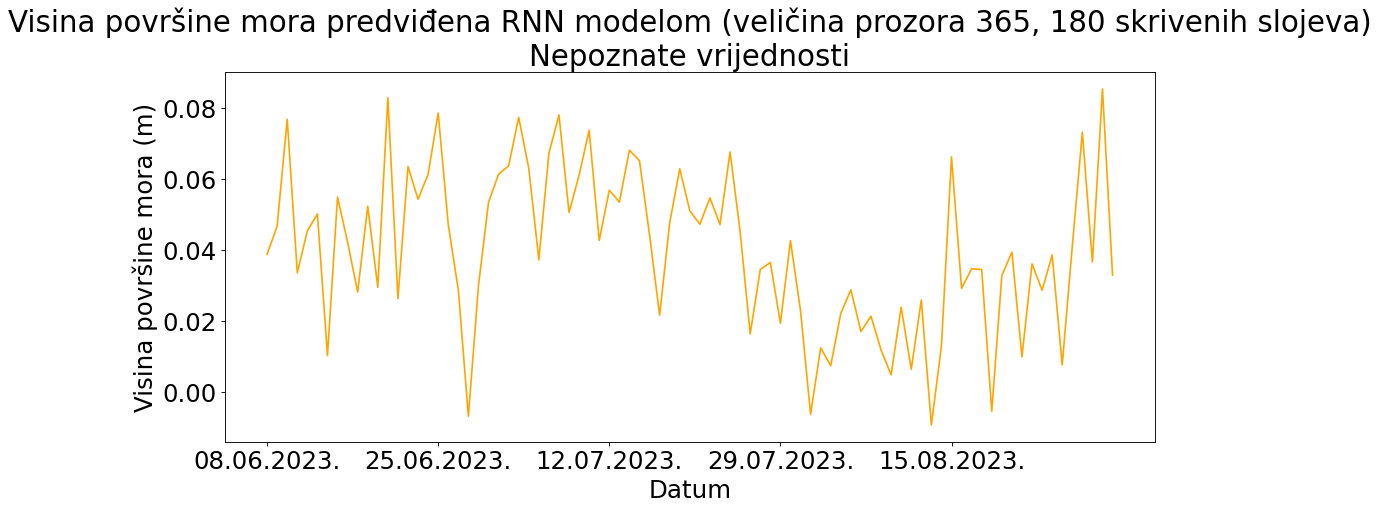 Visina površine mora predviđena RNN modelom (veličina prozora 365, 180 skrivenih slojeva)
Nepoznate vrijednosti
Visina površine mora (m)
0.08
0.06
0.04
0.02
0.00
08.06.2023. 25.06.2023. 12.07.2023. 29.07.2023. 15.08.2023.
Datum